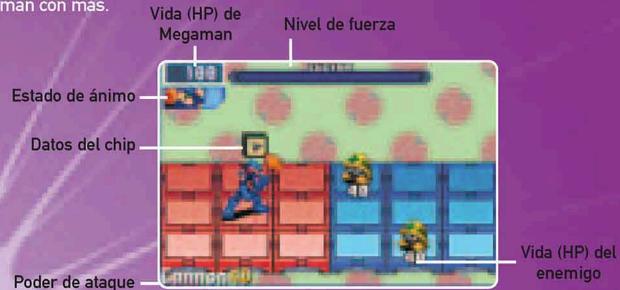 man con más.
Vida (HP) de
Megaman
Nivel de fuerza
100
Estado de ánimo
Datos del chip
Vida (HP) del
enemigo
Poder de ataque